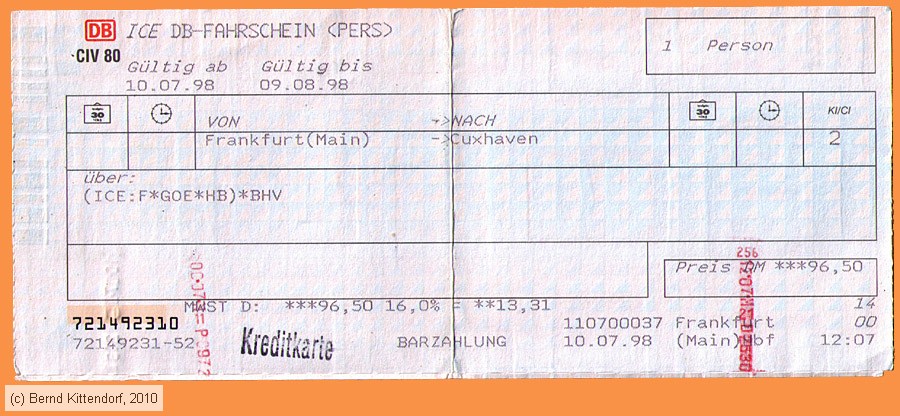 DB ICE DB-FAHRSCHEIN (PERS)
1 Person
CIV 80
Gültig ab Gültig bis
10.07.98 09.08.98
30 30 Kl/Cl
VON ->NACH
Frankfurt(Main) ->Cuxhaven 2
über:
(ICE:F*GOE*HB)*BHV
256
Preis DM ***96,50
MWST D: ***96,50 16,0% = **13,31
14
721492310
110700037 Frankfurt 00
72149231-52 Kreditkarte BARZAHLUNG 10.07.98 (Main)Hbf 12:07
(c) Bernd Kittendorf, 2010